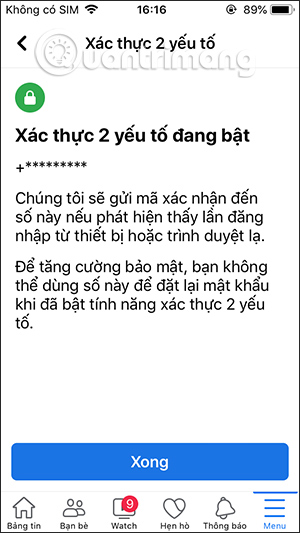 Không có SIM 16:16 89%
Xác thực 2 yếu tố
Quantrimang
Xác thực 2 yếu tố đang bật
+*********
Chúng tôi sẽ gửi mã xác nhận đến
số này nếu phát hiện thấy lần đăng
nhập từ thiết bị hoặc trình duyệt lạ.
Để tăng cường bảo mật, bạn không
thể dùng số này để đặt lại mật khẩu
khi đã bật tính năng xác thực 2 yếu
tố.
Xong
9
Bảng tin Bạn bè Watch Hẹn hò Thông báo Menu